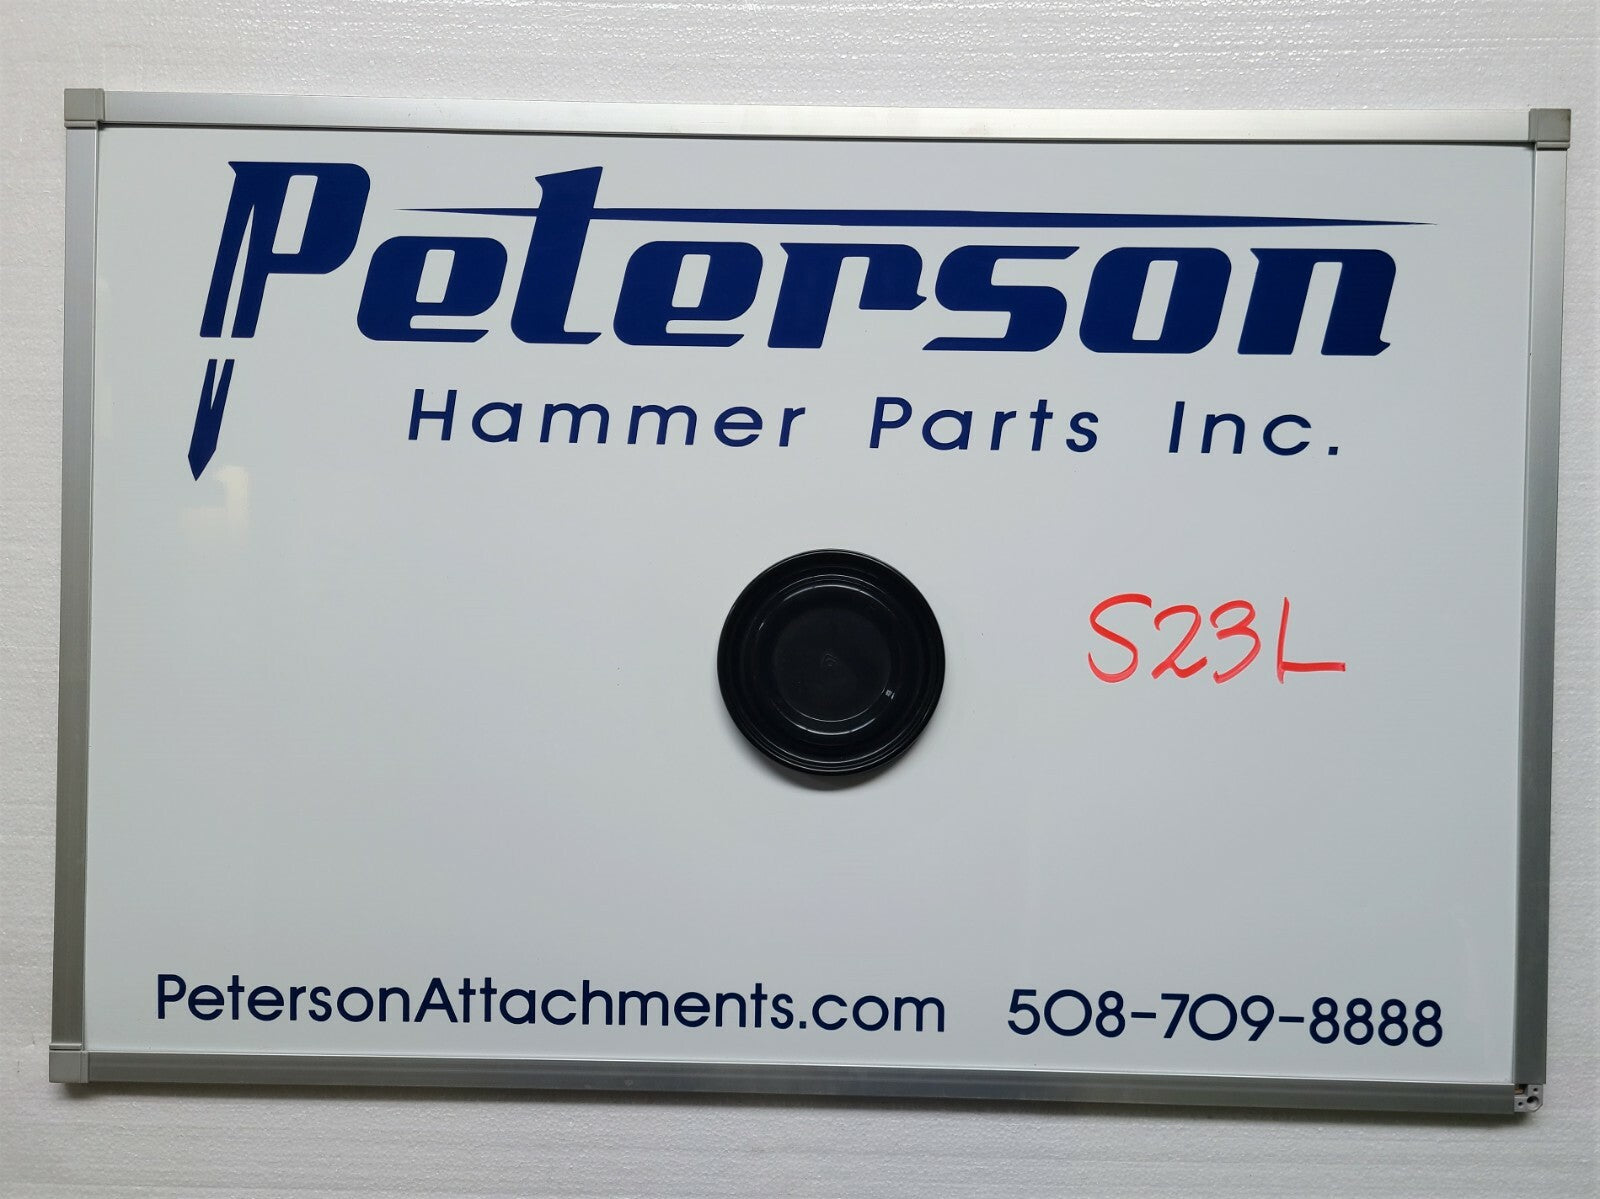 Peterson
Hammer Parts Inc.
S23L
PetersonAttachments.com 508-709-8888